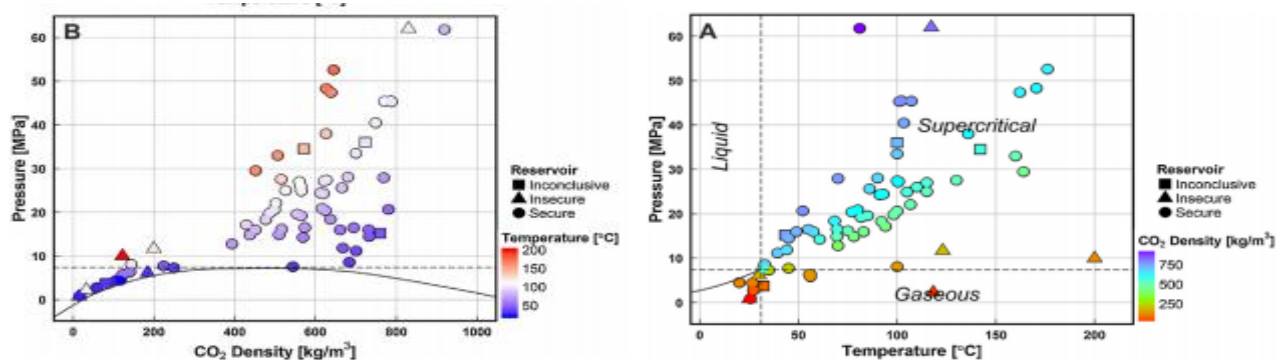 B
Pressure [MPa]
60
50
40
30
20
10
0
0
200
400
600
800
1000
CO₂ Density [kg/m³]
Reservoir
Inconclusive
Insecure
Secure
Temperature [°C]
200
150
100
50
A
Pressure [MPa]
60
50
40
30
20
10
0
Liquid
Supercritical
Gaseous
0
50
100
150
200
Temperature [°C]
Reservoir
Inconclusive
Insecure
Secure
CO₂ Density [kg/m³]
750
500
250